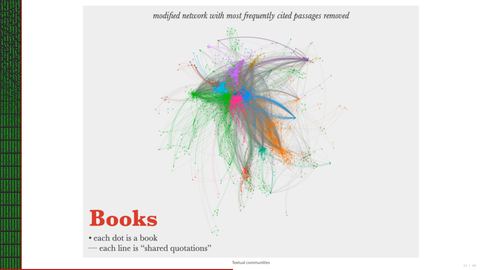 modified network with most frequently cited passages removed
Books
• each dot is a book
— each line is “shared quotations”
Textual communities